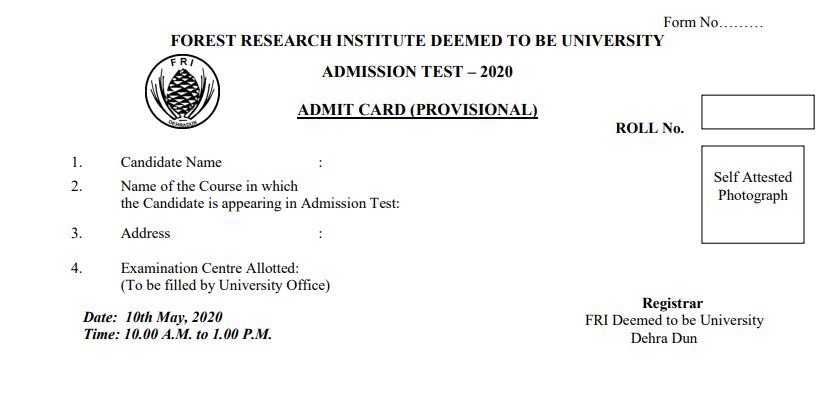 Form No.........
FOREST RESEARCH INSTITUTE DEEMED TO BE UNIVERSITY
FRI
DEHRADUN
ADMISSION TEST – 2020
ADMIT CARD (PROVISIONAL)
ROLL No.
Self Attested
Photograph
1. Candidate Name :
2. Name of the Course in which
the Candidate is appearing in Admission Test:
3. Address :
4. Examination Centre Allotted:
(To be filled by University Office)
Date: 10th May, 2020
Time: 10.00 A.M. to 1.00 P.M.
Registrar
FRI Deemed to be University
Dehra Dun